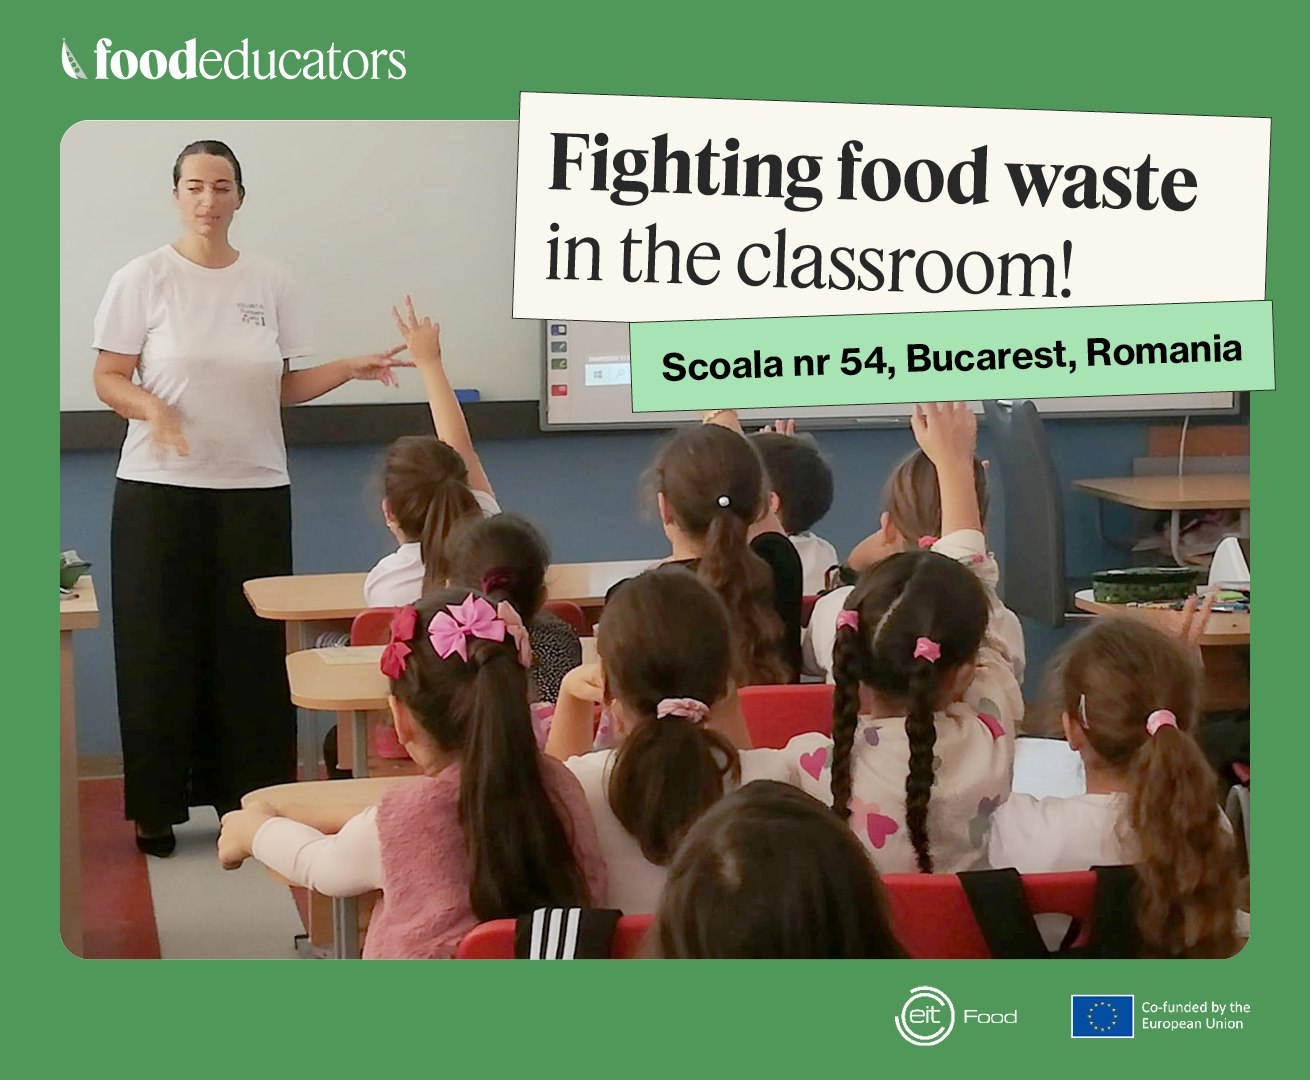 foodeducators
Fighting food waste
in the classroom!
Scoala nr 54, Bucarest, Romania
eit Food
Co-funded by the
European Union